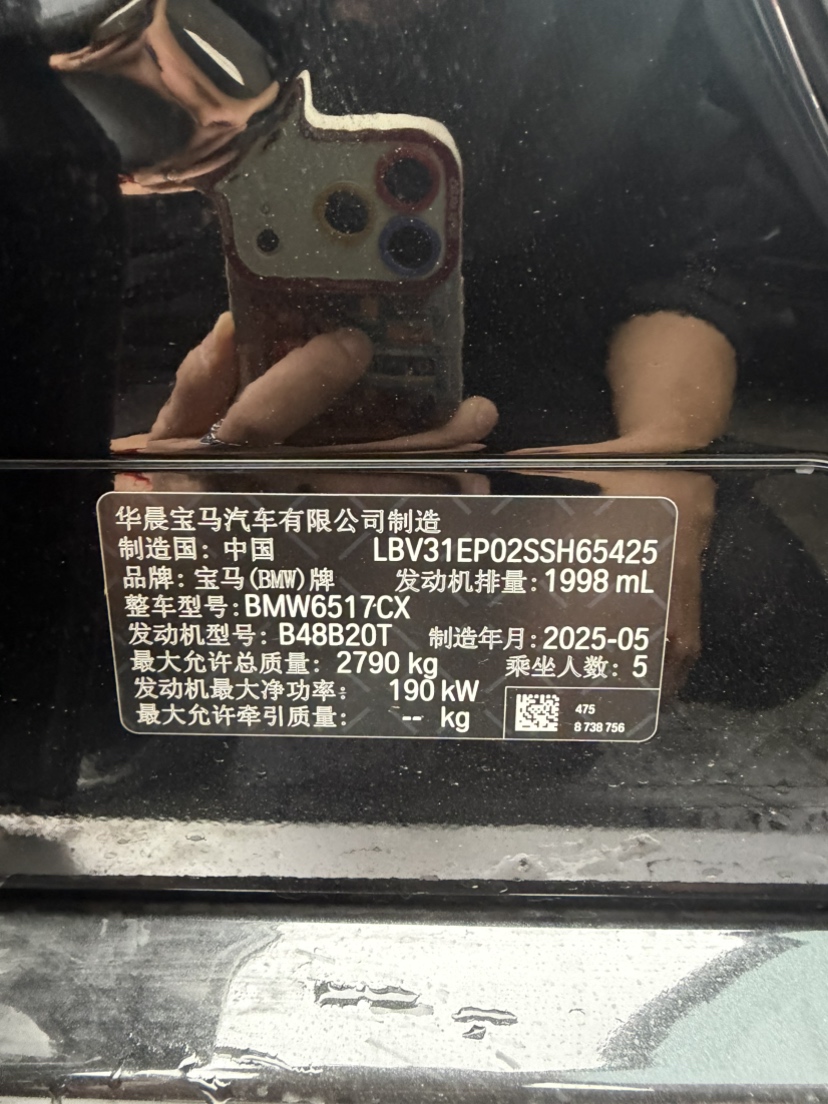 华晨宝马汽车有限公司制造
制造国：中国 LBV31EP02SSH65425
品牌：宝马(BMW)牌 发动机排量：1998 mL
整车型号：BMW6517CX
发动机型号：B48B20T 制造年月：2025-05
最大允许总质量：2790 kg 乘坐人数：5
发动机最大净功率：190 kW
最大允许牵引质量：-- kg
475
8 738 756